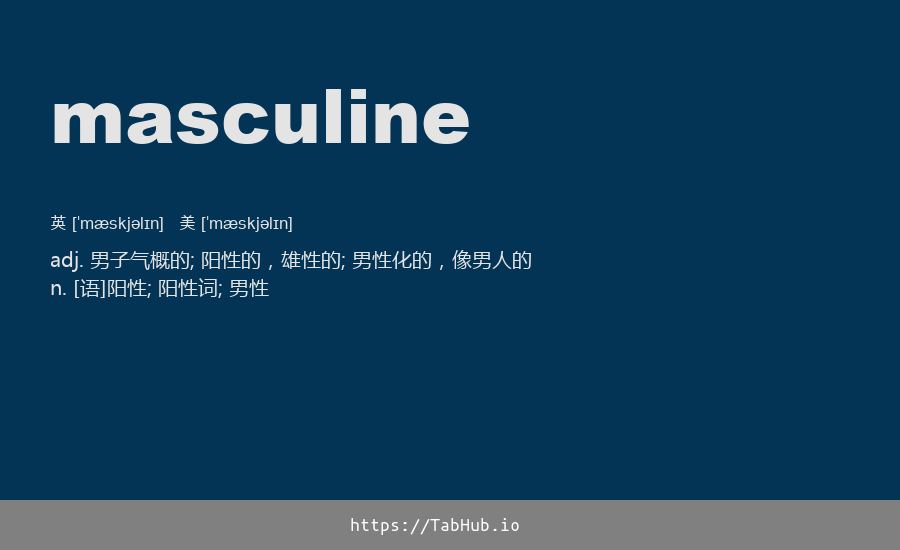 masculine
英 [ˈmæskjəlɪn] 美 [ˈmæskjəlɪn]
adj. 男子气概的; 阳性的，雄性的; 男性化的，像男人的
n. [语]阳性; 阳性词; 男性
https://TabHub.io